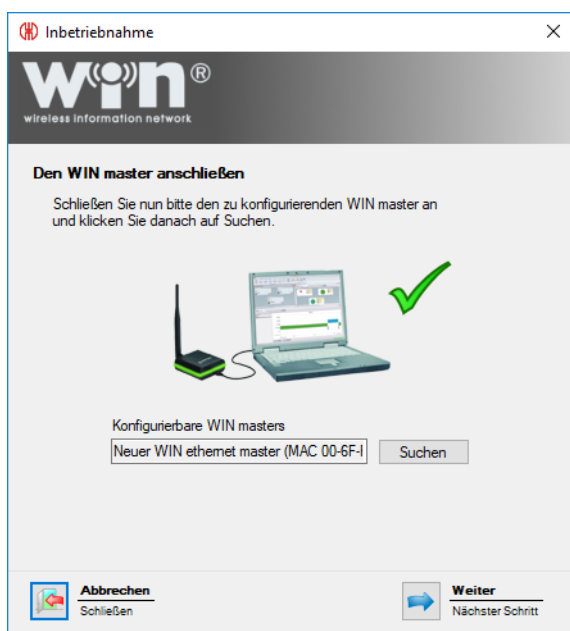 Inbetriebnahme
WIN®
wireless information network
Den WIN master anschließen
Schließen Sie nun bitte den zu konfigurierenden WIN master an
und klicken Sie danach auf Suchen.
Konfigurierbare WIN masters
Neuer WIN ethernet master (MAC 00-6F-
Suchen
Abbrechen
Schließen
Weiter
Nächster Schritt